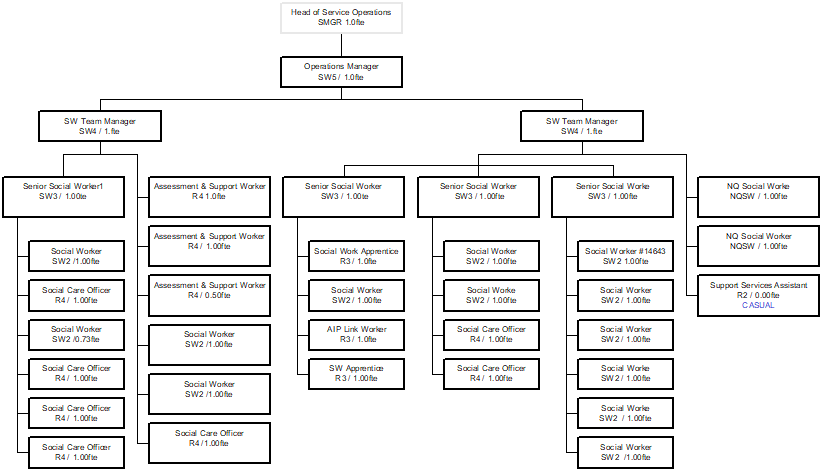 Head of Service Operations
SMGR 1.0fte
Operations Manager
SW5 / 1.0fte
SW Team Manager
SW4 / 1.fte
SW Team Manager
SW4 / 1.fte
Senior Social Worker1
SW3 / 1.00te
Social Worker
SW2 /1.00fte
Social Care Officer
R4 / 1.00fte
Social Worker
SW2 /0.73fte
Social Care Officer
R4 / 1.00fte
Social Care Officer
R4 / 1.00fte
Social Care Officer
R4 / 1.00fte
Assessment & Support Worker
R4 1.0fte
Assessment & Support Worker
R4 / 1.00fte
Assessment & Support Worker
R4 / 0.50fte
Social Worker
SW2 /1.00fte
Social Worker
SW2 /1.00fte
Social Care Officer
R4 / 1.00fte
Senior Social Worker
SW3 / 1.00fte
Social Work Apprentice
R3 / 1.0fte
Social Worker
SW2 / 1.00fte
AIP Link Worker
R3 / 1.0fte
SW Apprentice
R3 / 1.00fte
Senior Social Worker
SW3 / 1.00fte
Social Worker
SW2 / 1.00fte
Social Worke
SW2 / 1.00fte
Social Care Officer
R4 / 1.00fte
Social Care Officer
R4 / 1.00fte
Senior Social Worke
SW3 / 1.00fte
Social Worker #14643
SW2 1.00fte
Social Worke
SW2 / 1.00fte
Social Worke
SW2 / 1.00fte
Social Worke
SW2 / 1.00fte
Social Worke
SW2 / 1.00fte
Social Worker
SW2 /1.00fte
NQ Social Worke
NQSW / 1.00fte
NQ Social Worker
NQSW / 1.00fte
Support Services Assistant
R2 / 0.00fte
CASUAL